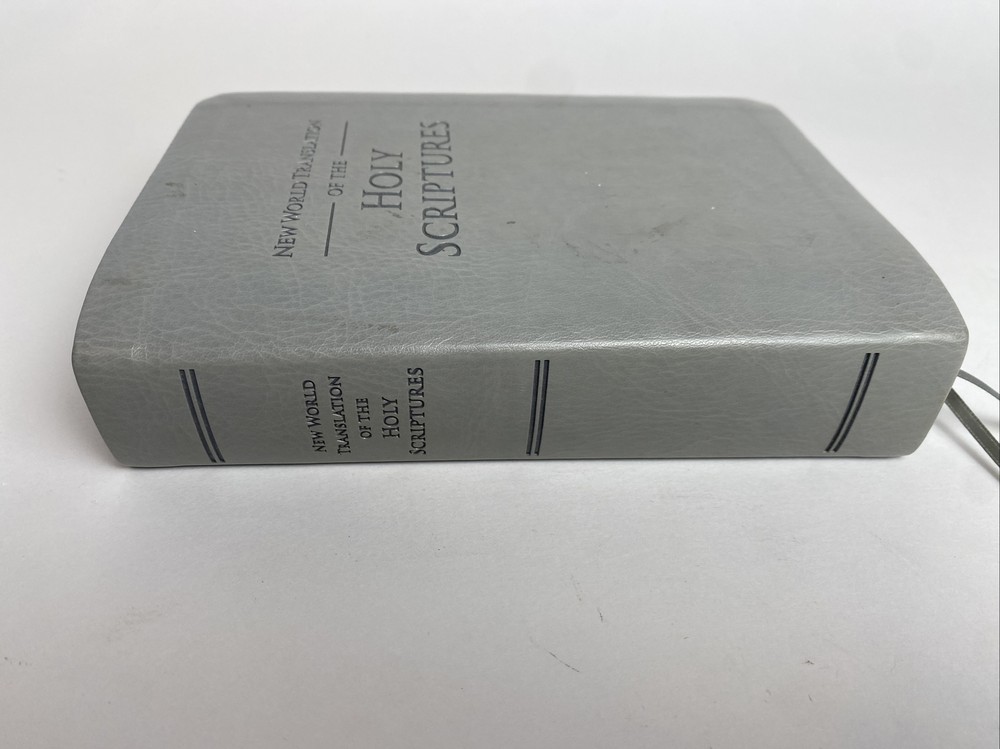 NEW WORLD TRANSLATION
OF THE
HOLY
SCRIPTURES
NEW WORLD
TRANSLATION
OF THE
HOLY
SCRIPTURES